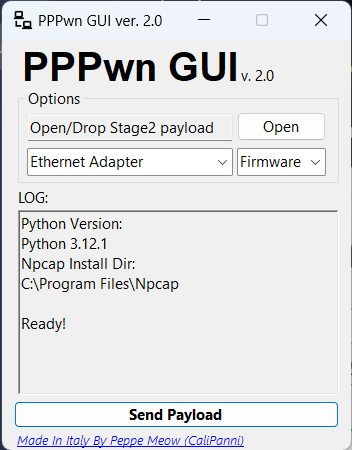 PPPwn GUI ver. 2.0
PPPwn GUI v. 2.0
Options
Open/Drop Stage2 payload Open
Ethernet Adapter Firmware
LOG:
Python Version:
Python 3.12.1
Npcap Install Dir:
C:\Program Files\Npcap
Ready!
Send Payload
Made In Italy By Peppe Meow (CaliPanni)